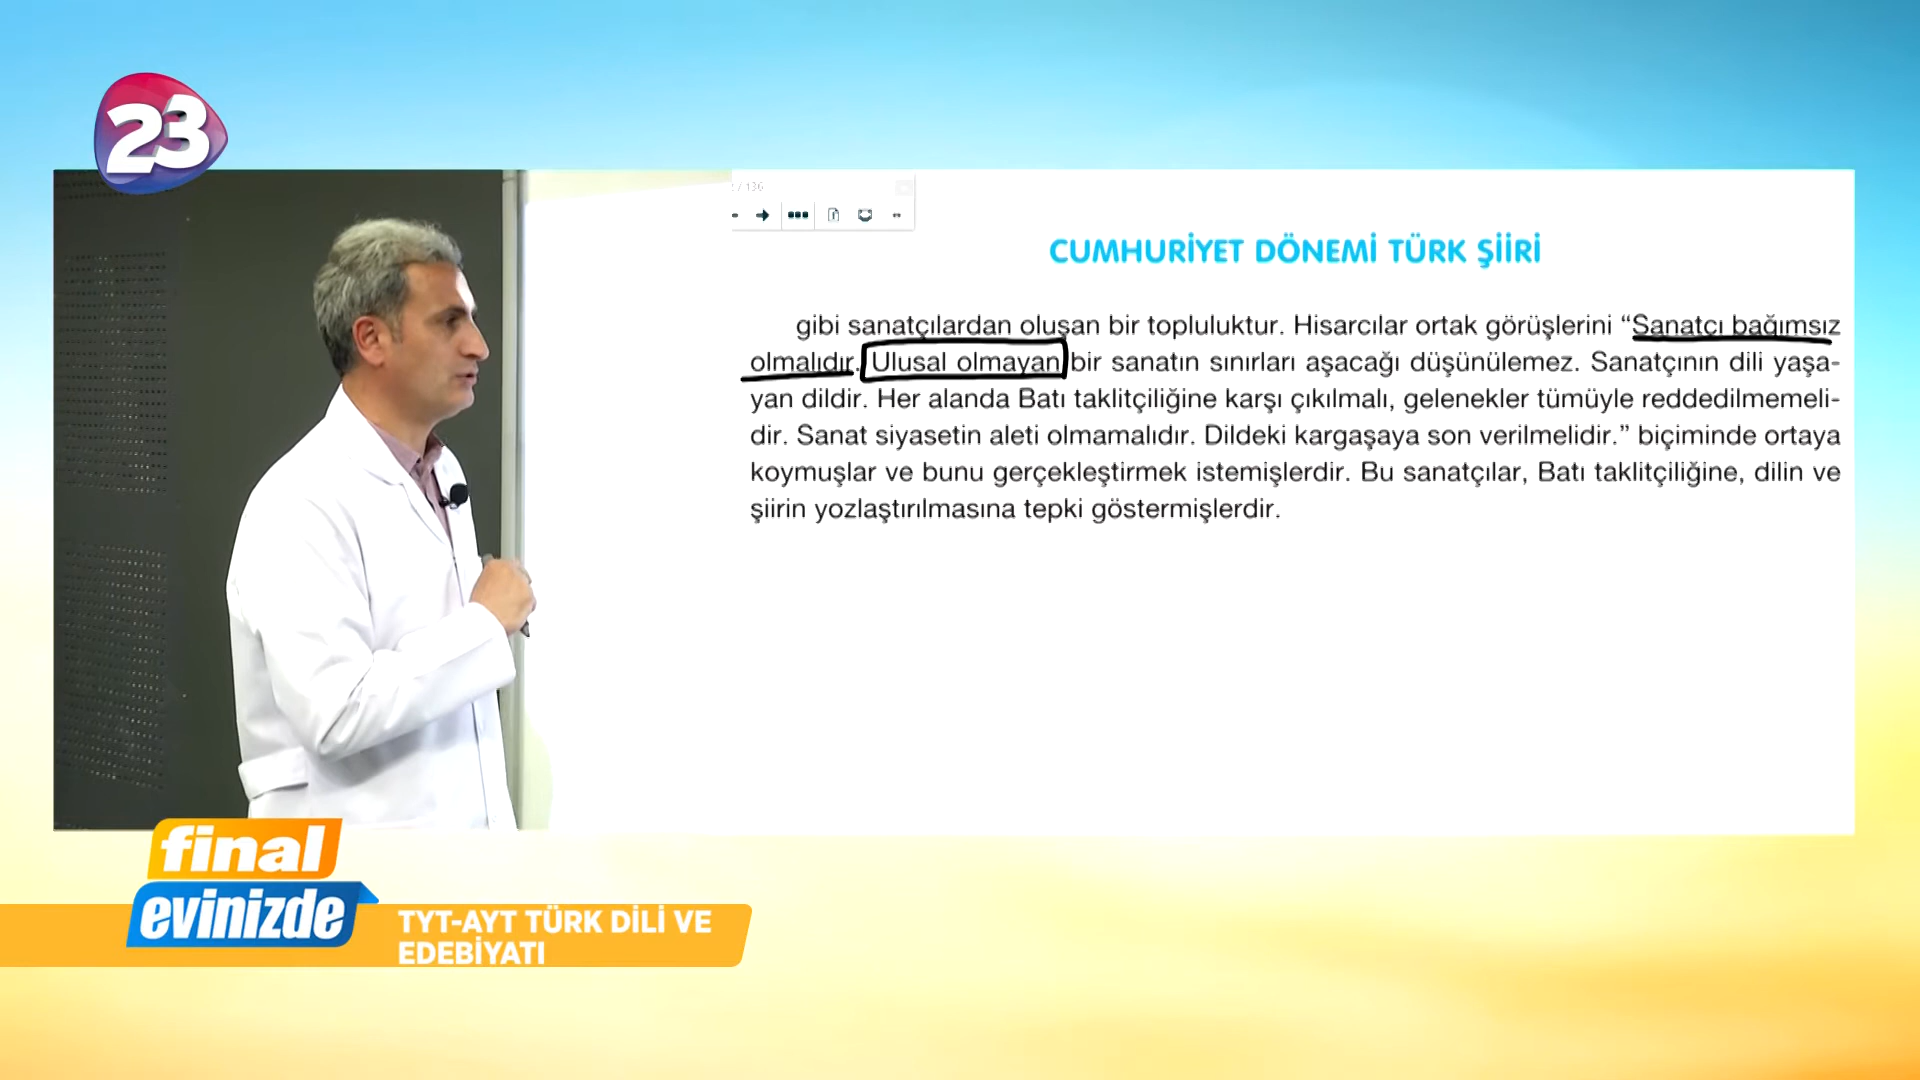 23
/ 136
CUMHURİYET DÖNEMİ TÜRK ŞİİRİ
gibi sanatçılardan oluşan bir topluluktur. Hisarcılar ortak görüşlerini “Sanatcı bağımsız
olmalıdır. Ulusal olmayan bir sanatın sınırları aşacağı düşünülemez. Sanatçının dili yaşa-
yan dildir. Her alanda Batı taklitçiliğine karşı çıkılmalı, gelenekler tümüyle reddedilmemeli-
dir. Sanat siyasetin aleti olmamalıdır. Dildeki kargaşaya son verilmelidir.” biçiminde ortaya
koymuşlar ve bunu gerçekleştirmek istemişlerdir. Bu sanatçılar, Batı taklitçiliğine, dilin ve
şiirin yozlaştırılmasına tepki göstermişlerdir.
final
evinizde
TYT-AYT TÜRK DİLİ VE
EDEBİYATI